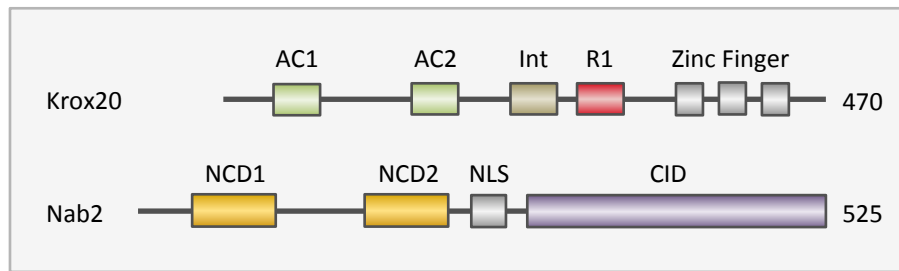 AC1 AC2 Int R1 Zinc Finger
Krox20 470
NCD1 NCD2 NLS CID
Nab2 525